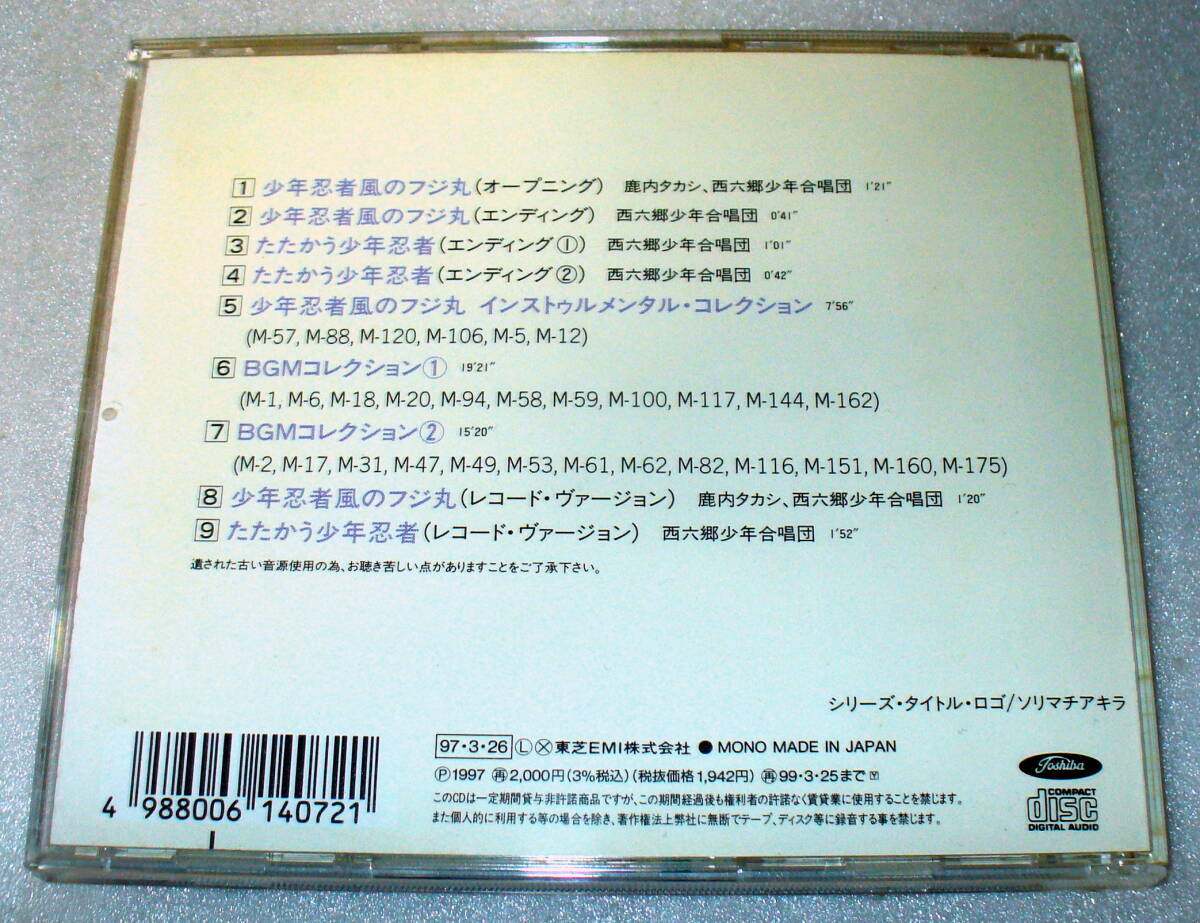 1 少年忍者風のフジ丸(オープニング) 鹿内タカシ、西六郷少年合唱団 1'21"
2 少年忍者風のフジ丸(エンディング) 西六郷少年合唱団 0'41"
3 たたかう少年忍者(エンディング①) 西六郷少年合唱団 1'01"
4 たたかう少年忍者(エンディング②) 西六郷少年合唱団 0'42"
5 少年忍者風のフジ丸 インストゥルメンタル・コレクション 7'56"
(M-57, M-88, M-120, M-106, M-5, M-12)
6 BGMコレクション① 19'21"
(M-1, M-6, M-18, M-20, M-94, M-58, M-59, M-100, M-117, M-144, M-162)
7 BGMコレクション② 15'20"
(M-2, M-17, M-31, M-47, M-49, M-53, M-61, M-62, M-82, M-116, M-151, M-160, M-175)
8 少年忍者風のフジ丸(レコード・ヴァージョン) 鹿内タカシ、西六郷少年合唱団 1'20"
9 たたかう少年忍者(レコード・ヴァージョン) 西六郷少年合唱団 1'52"
遺された古い音源使用の為、お聴き苦しい点がありますことをご了承下さい。
シリーズ・タイトル・ロゴ/ソリマチアキラ
97・3・26 Ⓛ Ⓧ 東芝EMI株式会社 ● MONO MADE IN JAPAN
Ⓟ1997 ㊣2,000円(3%税込)(税抜価格1,942円) 再99・3・25まで Y
このCDは一定期間貸与非許諾商品ですが、この期間経過後も権利者の許諾なく賃貸業に使用することを禁じます。
また個人的に利用する等の場合を除き、著作権法上弊社に無断でテープ、ディスク等に録音する事を禁じます。
4 988006 140721
Toshiba
COMPACT
disc
DIGITAL AUDIO